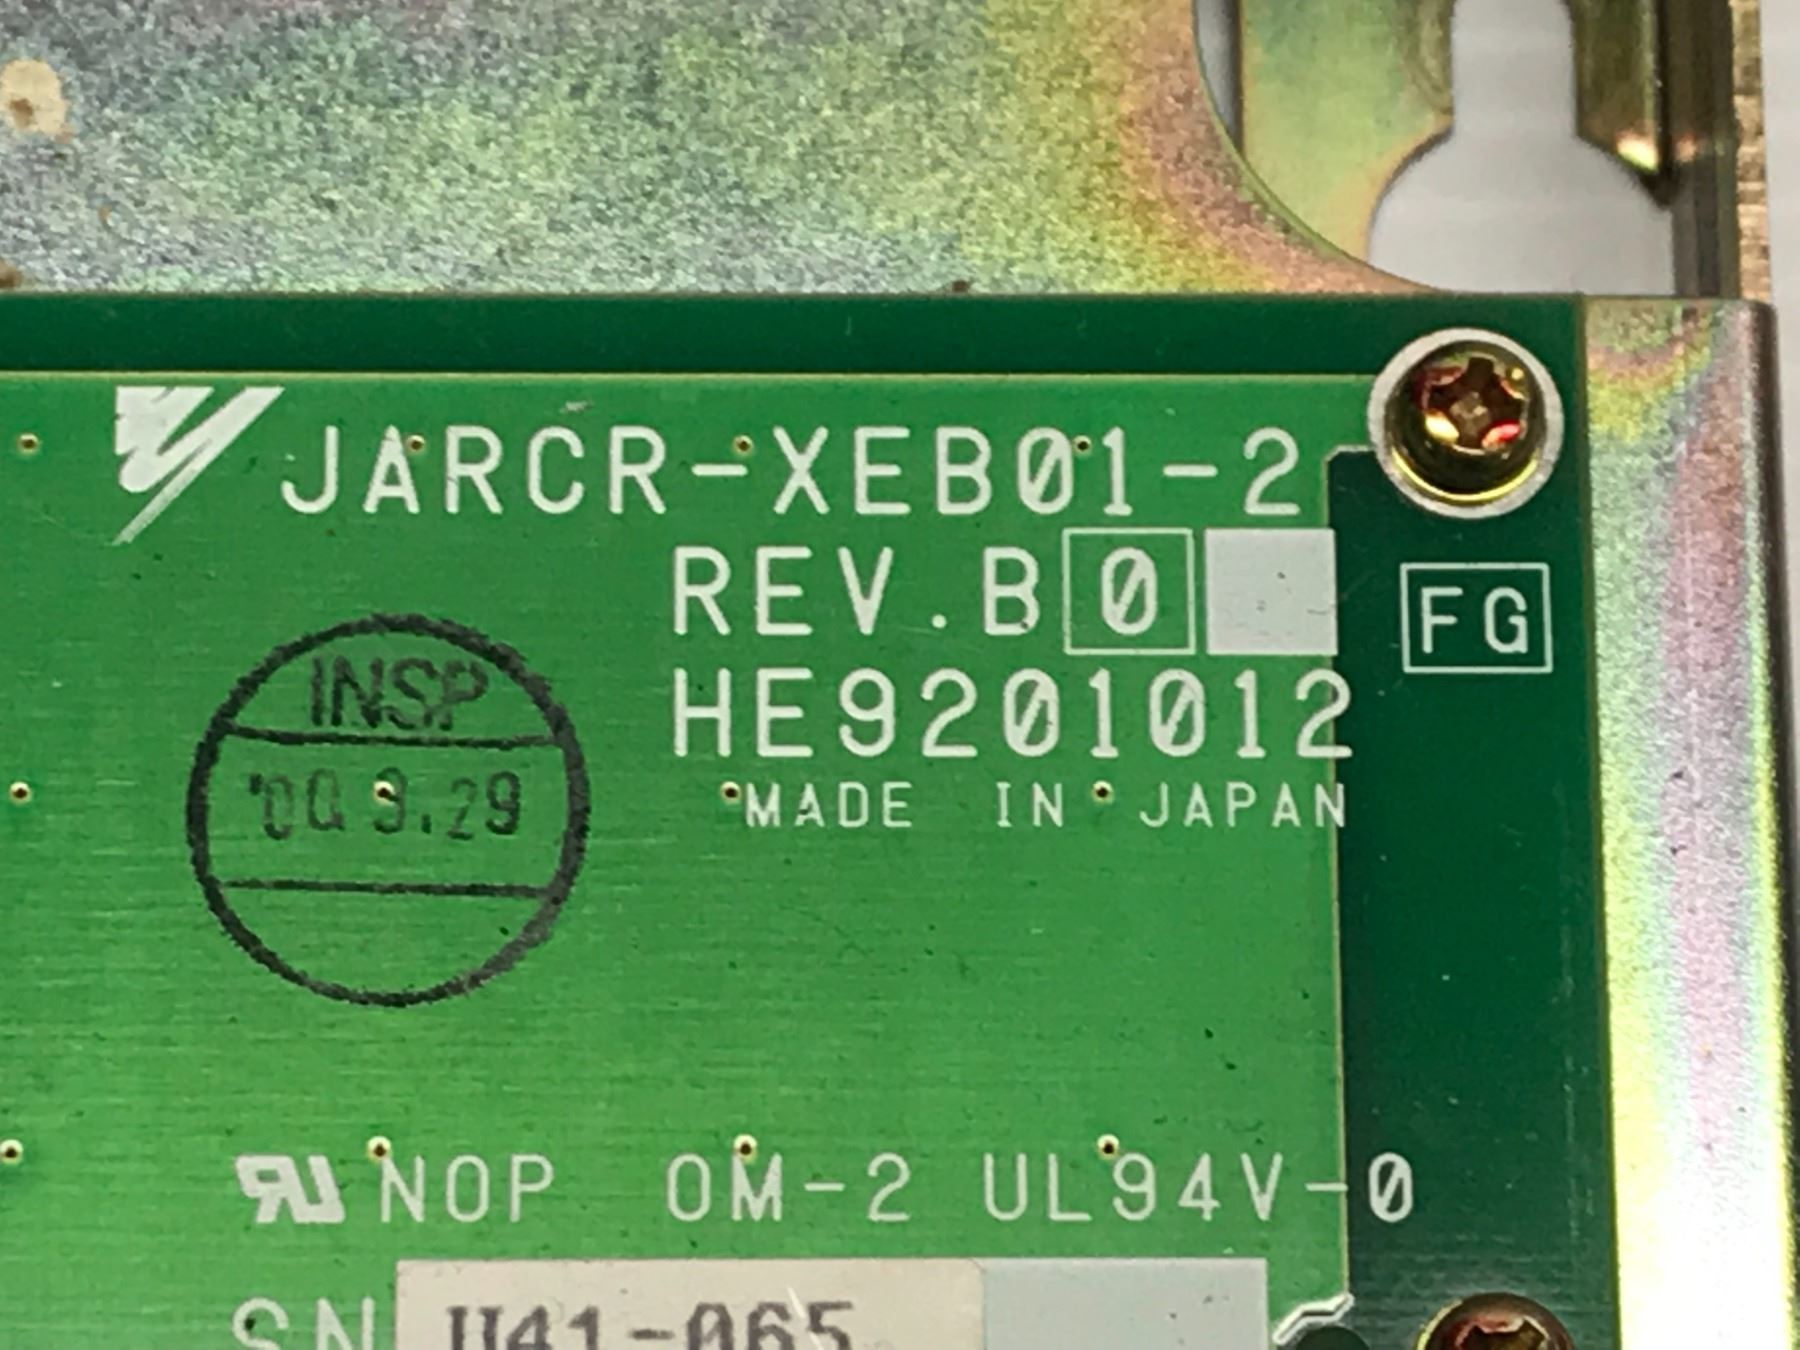 JARCR-XEB01-2
REV.B0
FG
HE9201012
MADE IN JAPAN
INSP
'00.9.29
NOP OM-2 UL94V-0
SN U41-065